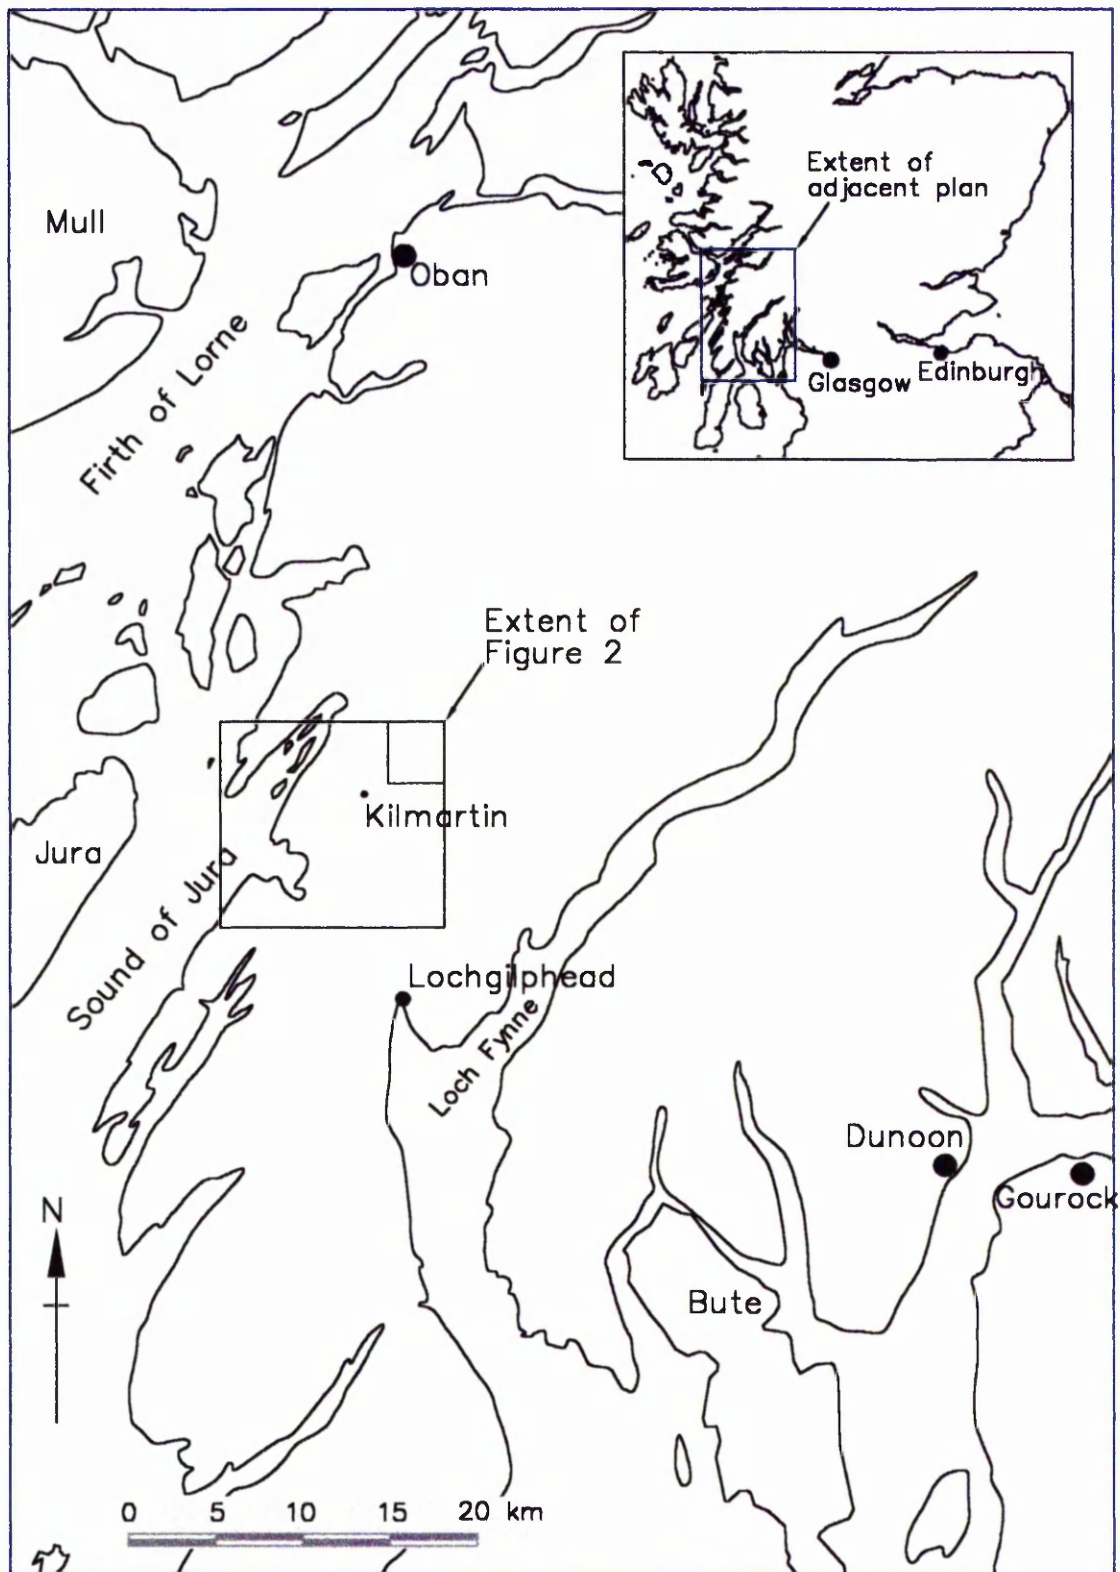 Mull
Oban
Firth of Lorne
Extent of
adjacent plan
Glasgow
Edinburgh
Extent of
Figure 2
Kilmartin
Jura
Sound of Jura
Lochgilphead
Loch Fynne
Dunoon
Gourock
N
Bute
0 5 10 15 20 km